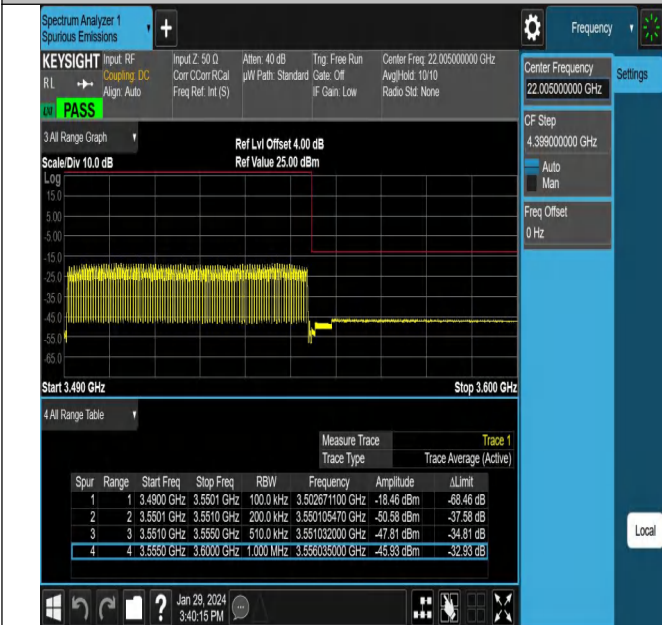 Spectrum Analyzer 1
Spurious Emissions
+
Frequency
KEYSIGHT Input: RF Input Z: 50 Ω Atten: 40 dB Trig: Free Run Center Freq: 22.005000000 GHz
RL Coupling: DC Corr CCorr RCal µW Path: Standard Gate: Off Avg|Hold: 10/10
Align: Auto Freq Ref: Int (S) IF Gain: Low Radio Std: None
PASS
Center Frequency
22.005000000 GHz
Settings
CF Step
4.399000000 GHz
Auto
Man
Freq Offset
0 Hz
3 All Range Graph
Ref Lvl Offset 4.00 dB
Scale/Div 10.0 dB Ref Value 25.00 dBm
Log
15.0
5.00
-5.00
-15.0
-25.0
-35.0
-45.0
-55.0
-65.0
Start 3.490 GHz Stop 3.600 GHz
4 All Range Table
Measure Trace Trace 1
Trace Type Trace Average (Active)
Spur Range Start Freq Stop Freq RBW Frequency Amplitude ΔLimit
1 1 3.4900 GHz 3.5501 GHz 100.0 kHz 3.502671100 GHz -18.46 dBm -68.46 dB
2 2 3.5501 GHz 3.5510 GHz 200.0 kHz 3.550105470 GHz -50.58 dBm -37.58 dB
3 3 3.5510 GHz 3.5550 GHz 510.0 kHz 3.551032000 GHz -47.81 dBm -34.81 dB
4 4 3.5550 GHz 3.6000 GHz 1.000 MHz 3.556035000 GHz -45.93 dBm -32.93 dB
Local
? Jan 29, 2024
3:40:15 PM